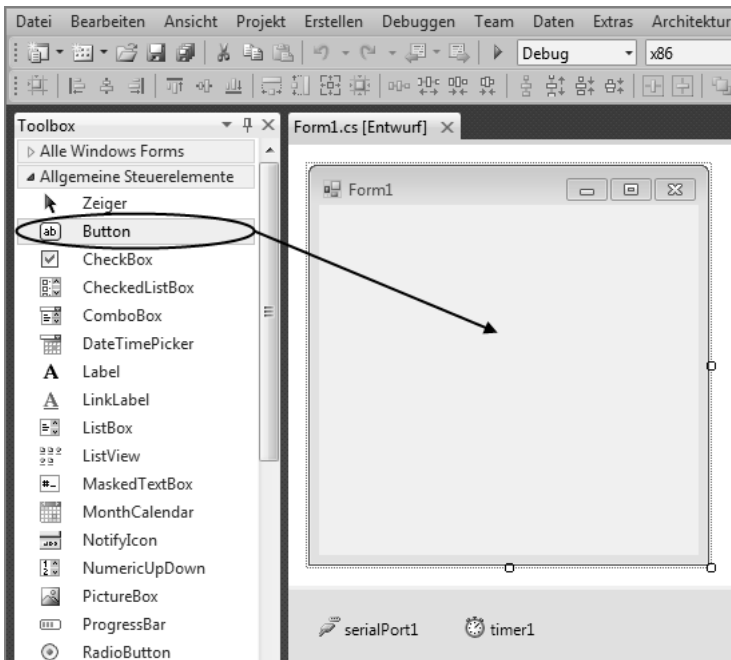 Datei Bearbeiten Ansicht Projekt Erstellen Debuggen Team Daten Extras Architektur
Debug x86
Toolbox
Form1.cs [Entwurf]
Alle Windows Forms
Allgemeine Steuerelemente
Form1
Zeiger
ab Button
CheckBox
CheckedListBox
ComboBox
DateTimePicker
A Label
A LinkLabel
ListBox
ListView
#_ MaskedTextBox
MonthCalendar
NotifyIcon
NumericUpDown
PictureBox
ProgressBar
RadioButton
serialPort1 timer1